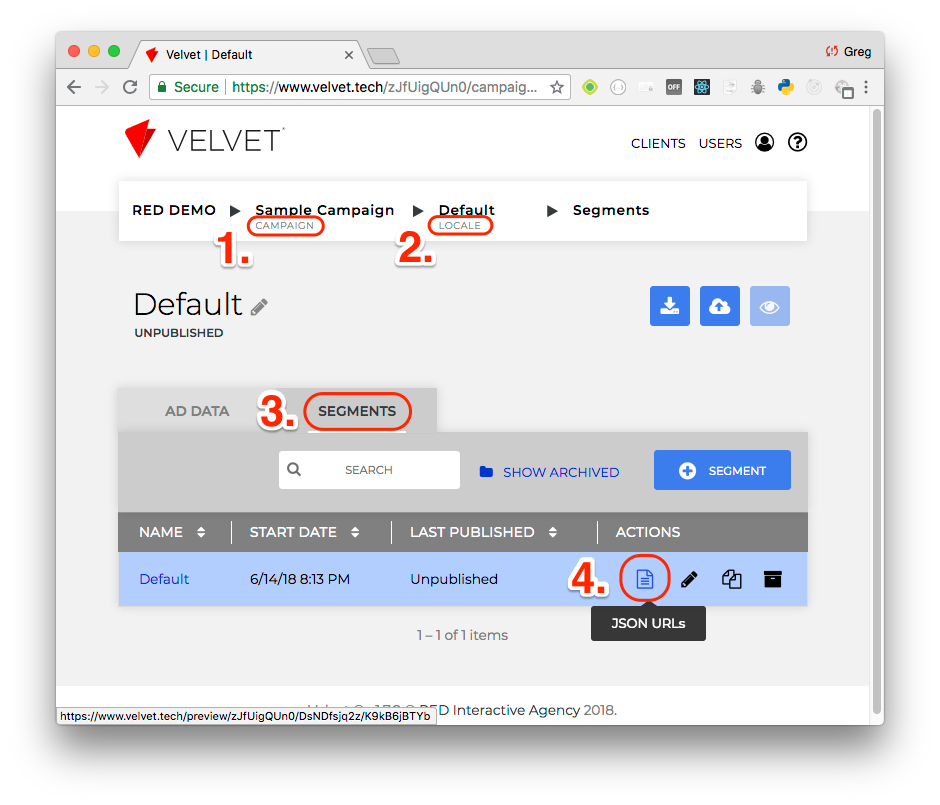 Velvet | Default
Greg
Secure https://www.velvet.tech/zJfUigQUn0/campaig...
OFF
VELVET
CLIENTS USERS
RED DEMO Sample Campaign Default Segments
CAMPAIGN LOCALE
1. 2.
Default
UNPUBLISHED
AD DATA 3. SEGMENTS
SEARCH SHOW ARCHIVED SEGMENT
NAME START DATE LAST PUBLISHED ACTIONS
Default 6/14/18 8:13 PM Unpublished 4.
JSON URLs
1 – 1 of 1 items
RED Interactive Agency 2018.
https://www.velvet.tech/preview/zJfUigQUn0/DsNDfsjq2z/K9kB6jBTYb